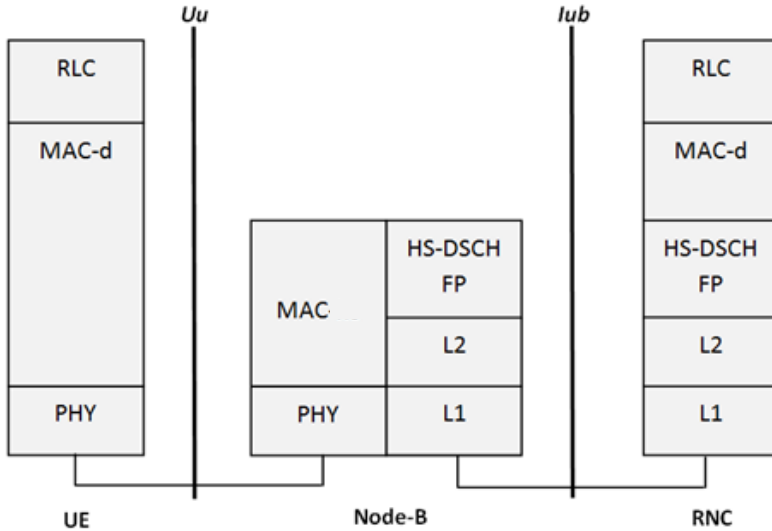 Uu
Iub
RLC
MAC-d
PHY
UE
MAC-
PHY
HS-DSCH
FP
L2
L1
Node-B
RLC
MAC-d
HS-DSCH
FP
L2
L1
RNC